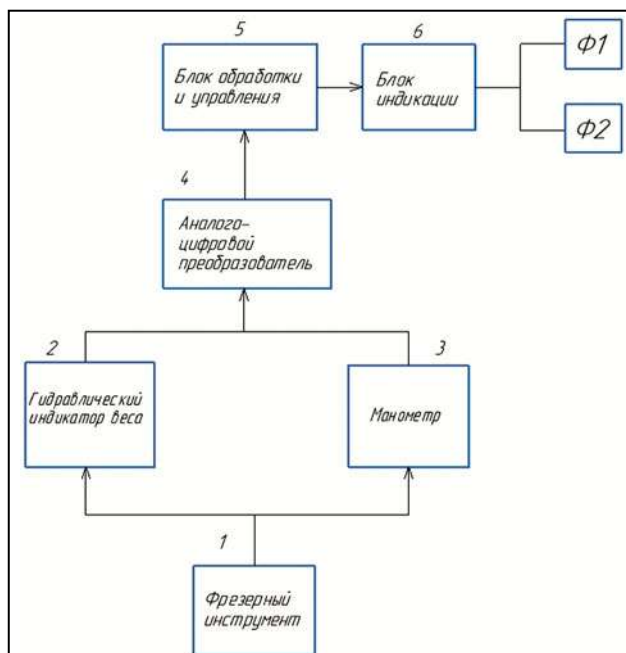 5
Блок обработки
и управления
6
Блок
индикации
Ф1
Ф2
4
Аналого-
цифровой
преобразователь
2
Гидравлический
индикатор веса
3
Манометр
1
Фрезерный
инструмент